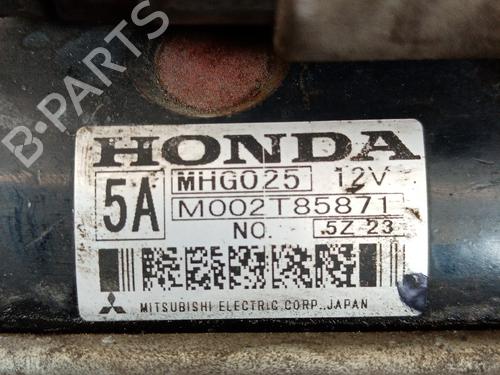 B-PARTS
HONDA
5A MHG025 12V
M002T85871
NO. 5Z 23
MITSUBISHI ELECTRIC CORP., JAPAN